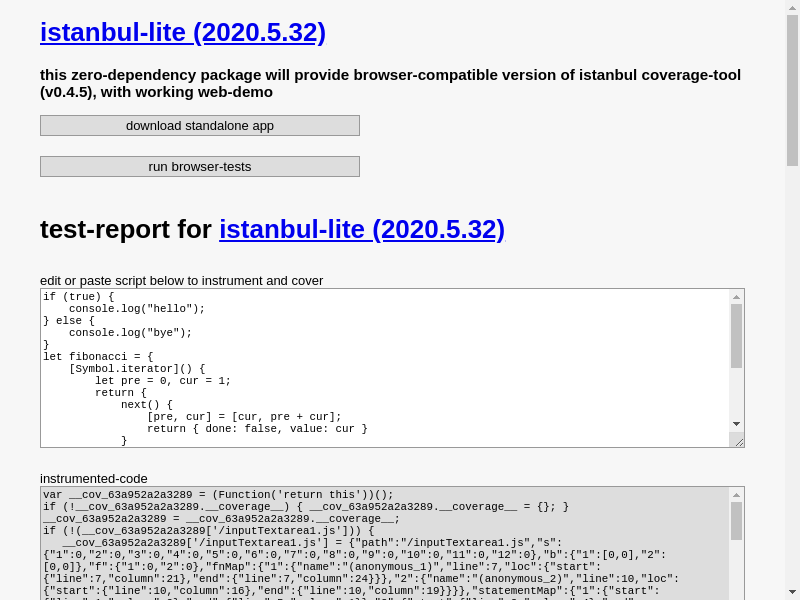 istanbul-lite (2020.5.32)
this zero-dependency package will provide browser-compatible version of istanbul coverage-tool
(v0.4.5), with working web-demo
download standalone app
run browser-tests
test-report for istanbul-lite (2020.5.32)
edit or paste script below to instrument and cover
if (true) {
    console.log("hello");
} else {
    console.log("bye");
}
let fibonacci = {
    [Symbol.iterator]() {
        let pre = 0, cur = 1;
        return {
            next() {
                [pre, cur] = [cur, pre + cur];
                return { done: false, value: cur }
            }
instrumented-code
var __cov_63a952a2a3289 = (Function('return this'))();
if (!__cov_63a952a2a3289.__coverage__) { __cov_63a952a2a3289.__coverage__ = {}; }
__cov_63a952a2a3289 = __cov_63a952a2a3289.__coverage__;
if (!(__cov_63a952a2a3289['/inputTextarea1.js'])) {
   __cov_63a952a2a3289['/inputTextarea1.js'] = {"path":"/inputTextarea1.js","s":
{"1":0,"2":0,"3":0,"4":0,"5":0,"6":0,"7":0,"8":0,"9":0,"10":0,"11":0,"12":0},"b":{"1":[0,0],"2":
[0,0]},"f":{"1":0,"2":0},"fnMap":{"1":{"name":"(anonymous_1)","line":7,"loc":{"start":
{"line":7,"column":21},"end":{"line":7,"column":24}}},"2":{"name":"(anonymous_2)","line":10,"loc":
{"start":{"line":10,"column":16},"end":{"line":10,"column":19}}}},"statementMap":{"1":{"start":